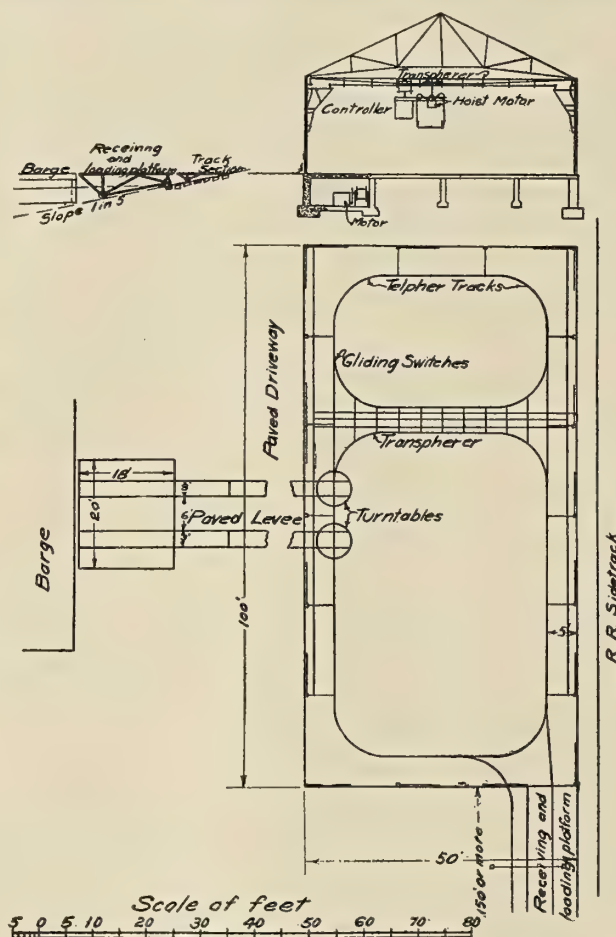 Transpherer
Controller
Hoist Motor
Receiving
and
loading platform
Track
Section
Barge
Slope 1 in 5
Motor
Telpher Tracks
Paved Driveway
Gliding Switches
Transpherer
18'
20'
6'
Paved Levee
Turntables
Barge
100'
5'
R.R. Sidetrack
50'
150' or more
Receiving and
loading platform
Scale of feet
5 0 5 10 20 30 40 50 60 70 80